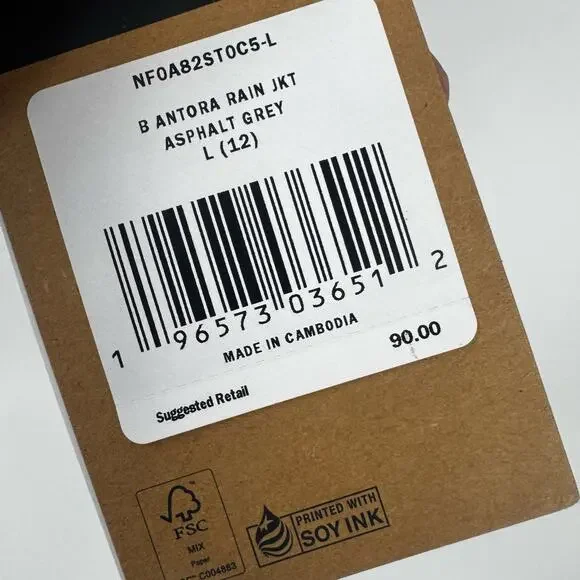 NF0A82ST0C5-L
B ANTORA RAIN JKT
ASPHALT GREY
L (12)
1 96573 03651 2
MADE IN CAMBODIA
90.00
Suggested Retail
FSC
MIX
Paper
C004883
PRINTED WITH
SOY INK